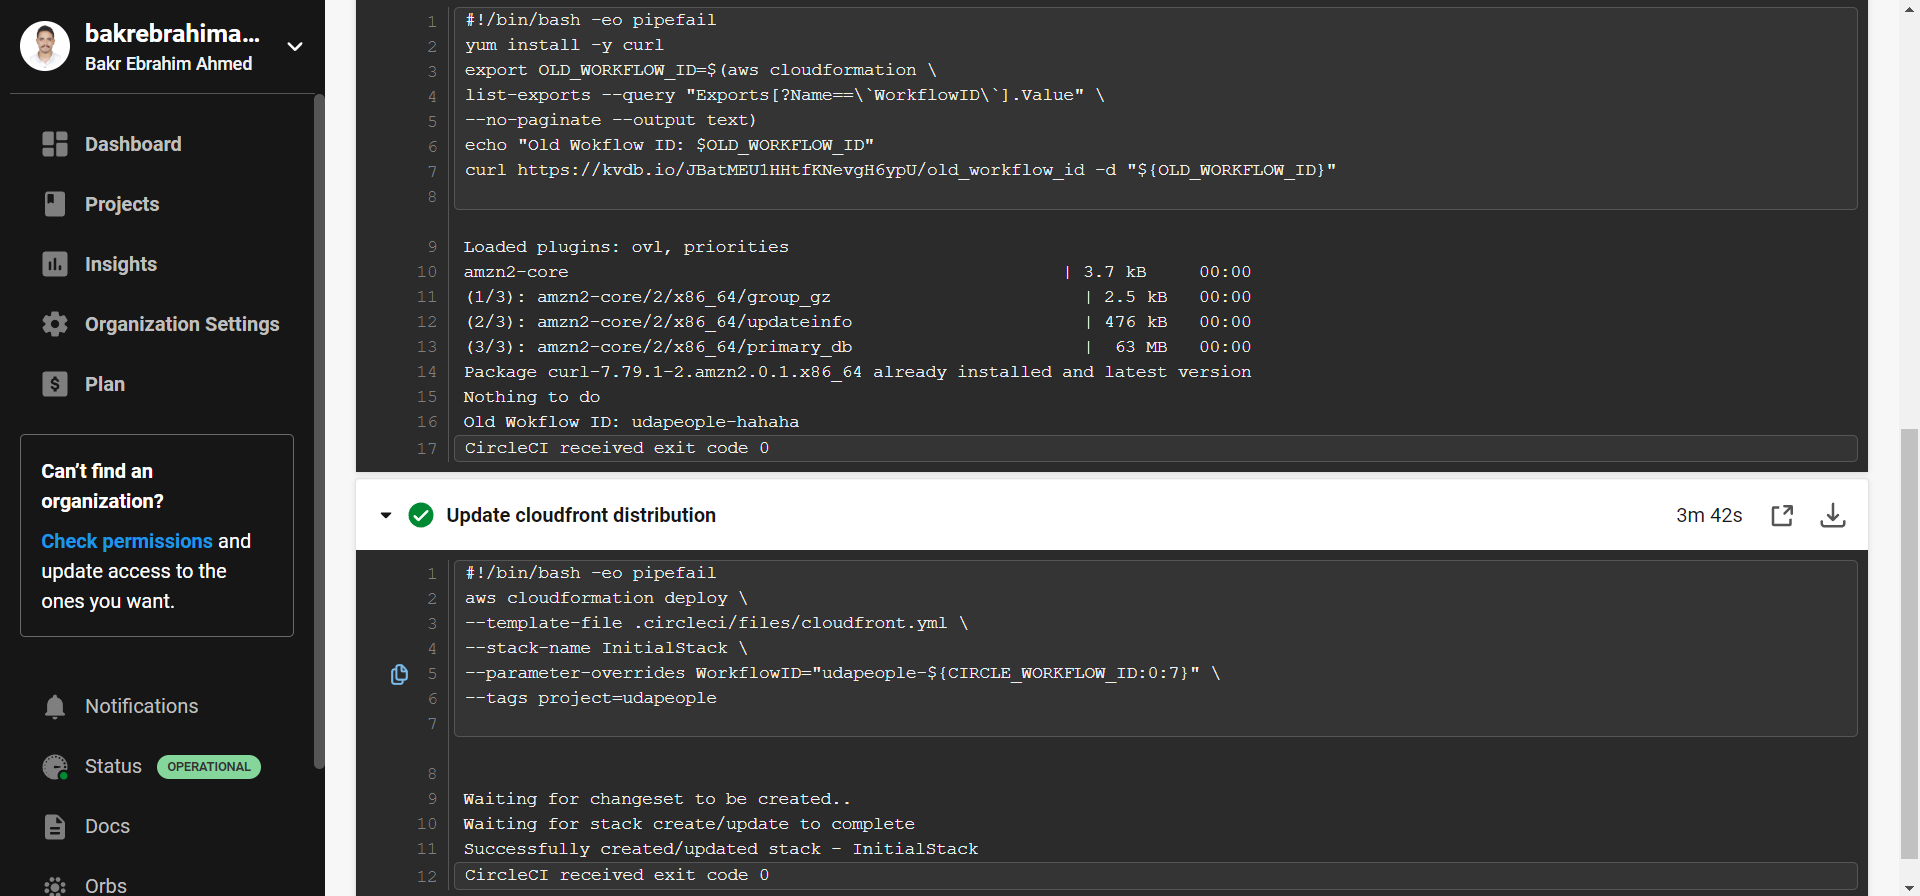 bakrebrahima...
Bakr Ebrahim Ahmed
Dashboard
Projects
Insights
Organization Settings
Plan
Can't find an
organization?
Check permissions and
update access to the
ones you want.
Notifications
Status OPERATIONAL
Docs
Orbs
1 #!/bin/bash -eo pipefail
2 yum install -y curl
3 export OLD_WORKFLOW_ID=$(aws cloudformation \
4 list-exports --query "Exports[?Name==\`WorkflowID\`].Value" \
5 --no-paginate --output text)
6 echo "Old Wokflow ID: $OLD_WORKFLOW_ID"
7 curl https://kvdb.io/JBatMEU1HHtfKNevgH6ypU/old_workflow_id -d "${OLD_WORKFLOW_ID}"
8
9 Loaded plugins: ovl, priorities
10 amzn2-core | 3.7 kB 00:00
11 (1/3): amzn2-core/2/x86_64/group_gz | 2.5 kB 00:00
12 (2/3): amzn2-core/2/x86_64/updateinfo | 476 kB 00:00
13 (3/3): amzn2-core/2/x86_64/primary_db | 63 MB 00:00
14 Package curl-7.79.1-2.amzn2.0.1.x86_64 already installed and latest version
15 Nothing to do
16 Old Wokflow ID: udapeople-hahaha
17 CircleCI received exit code 0
Update cloudfront distribution 3m 42s
1 #!/bin/bash -eo pipefail
2 aws cloudformation deploy \
3 --template-file .circleci/files/cloudfront.yml \
4 --stack-name InitialStack \
5 --parameter-overrides WorkflowID="udapeople-${CIRCLE_WORKFLOW_ID:0:7}" \
6 --tags project=udapeople
7
8
9 Waiting for changeset to be created..
10 Waiting for stack create/update to complete
11 Successfully created/updated stack - InitialStack
12 CircleCI received exit code 0